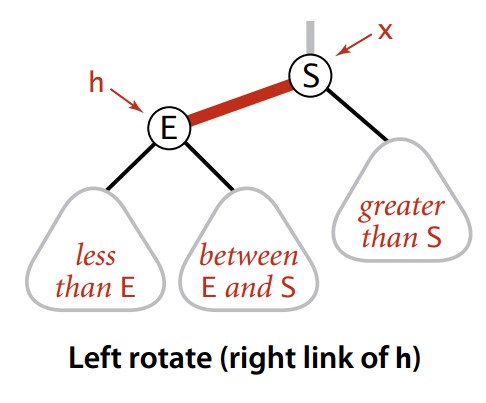 x
S
h
E
greater
than S
less
than E
between
E and S
Left rotate (right link of h)